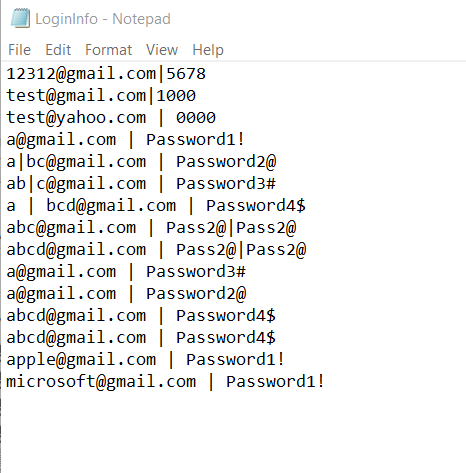 LoginInfo - Notepad
File Edit Format View Help
12312@gmail.com|5678
test@gmail.com|1000
test@yahoo.com | 0000
a@gmail.com | Password1!
a|bc@gmail.com | Password2@
ab|c@gmail.com | Password3#
a | bcd@gmail.com | Password4$
abc@gmail.com | Pass2@|Pass2@
abcd@gmail.com | Pass2@|Pass2@
a@gmail.com | Password3#
a@gmail.com | Password2@
abcd@gmail.com | Password4$
abcd@gmail.com | Password4$
apple@gmail.com | Password1!
microsoft@gmail.com | Password1!